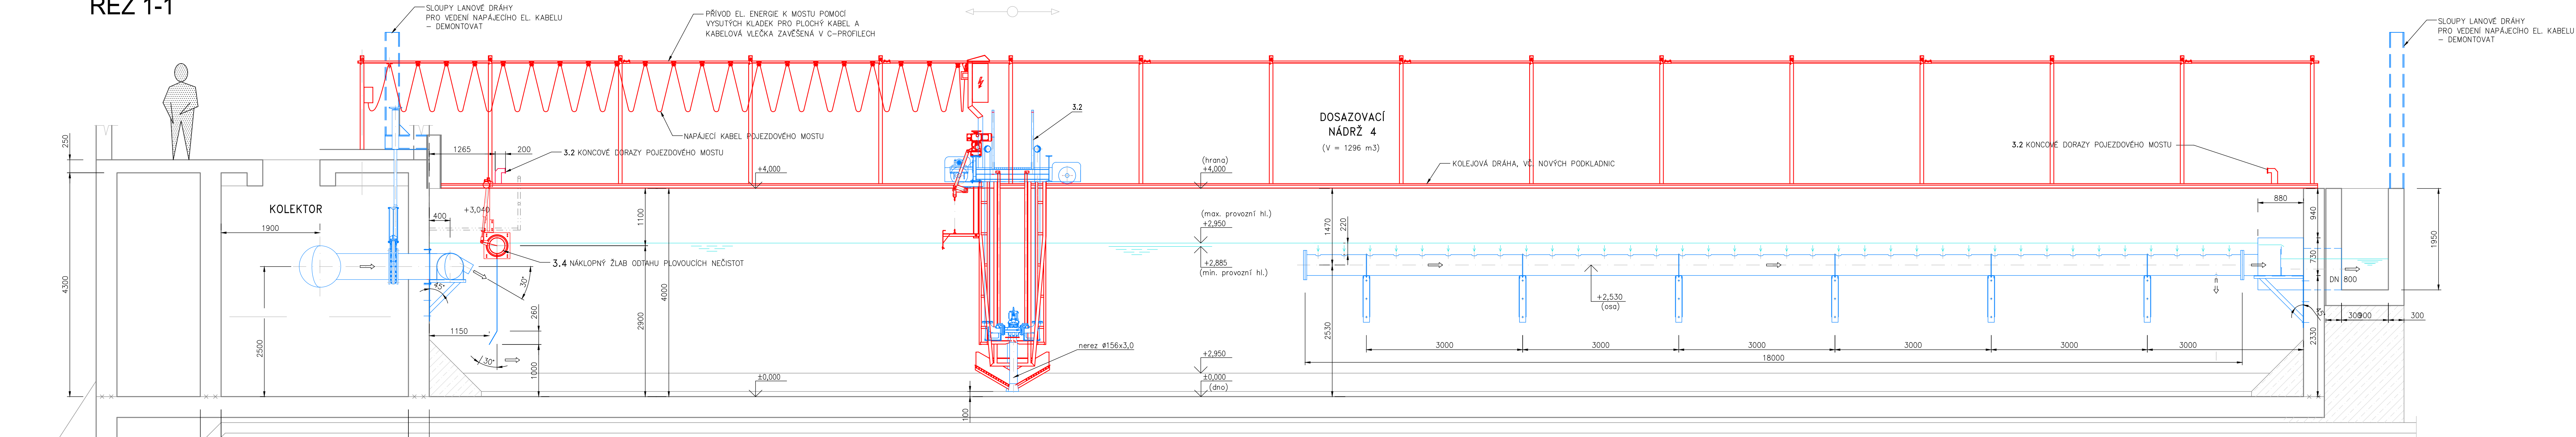 ŘEZ 1-1
SLOUPY LANOVÉ DRÁHY
PRO VEDENÍ NAPÁJECÍHO EL. KABELU
– DEMONTOVAT
PŘÍVOD EL. ENERGIE K MOSTU POMOCÍ
VYSUTÝCH KLADEK PRO PLOCHÝ KABEL A
KABELOVÁ VLEČKA ZAVĚŠENÁ V C–PROFILECH
SLOUPY LANOVÉ DRÁHY
PRO VEDENÍ NAPÁJECÍHO EL. KABELU
– DEMONTOVAT
3.2
DOSAZOVACÍ
NÁDRŽ 4
(V = 1296 m3)
NAPÁJECÍ KABEL POJEZDOVÉHO MOSTU
250
1265
200
3.2 KONCOVÉ DORAZY POJEZDOVÉHO MOSTU
3.2 KONCOVÉ DORAZY POJEZDOVÉHO MOSTU
KOLEJOVÁ DRÁHA, VČ. NOVÝCH PODKLADNIC
+4,000
(hrana)
+4,000
KOLEKTOR
400
+3,040
1900
1100
(max. provozní hl.)
+2,950
1470
220
880
940
1950
3.4 NÁKLOPNÝ ŽLAB ODTAHU PLOVOUCÍCH NEČISTOT
+2,885
(min. provozní hl.)
730
DN 800
4300
45°
30°
4000
+2,530
(osa)
260
1150
2900
2530
2330
45°
300
900
300
2500
30°
1000
nerez Ø156x3,0
3000
3000
3000
3000
3000
3000
18000
+2,950
±0,000
±0,000
(dno)
100